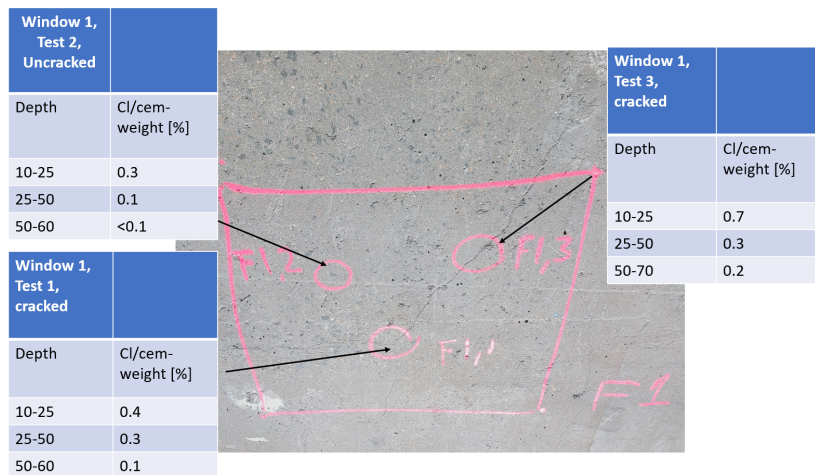 Window 1,
Test 2,
Uncracked
Depth Cl/cem-
weight [%]
10-25 0.3
25-50 0.1
50-60 <0.1
Window 1,
Test 1,
cracked
Depth Cl/cem-
weight [%]
10-25 0.4
25-50 0.3
50-60 0.1
F1,2
F1,3
F1,1
F1
Window 1,
Test 3,
cracked
Depth Cl/cem-
weight [%]
10-25 0.7
25-50 0.3
50-70 0.2